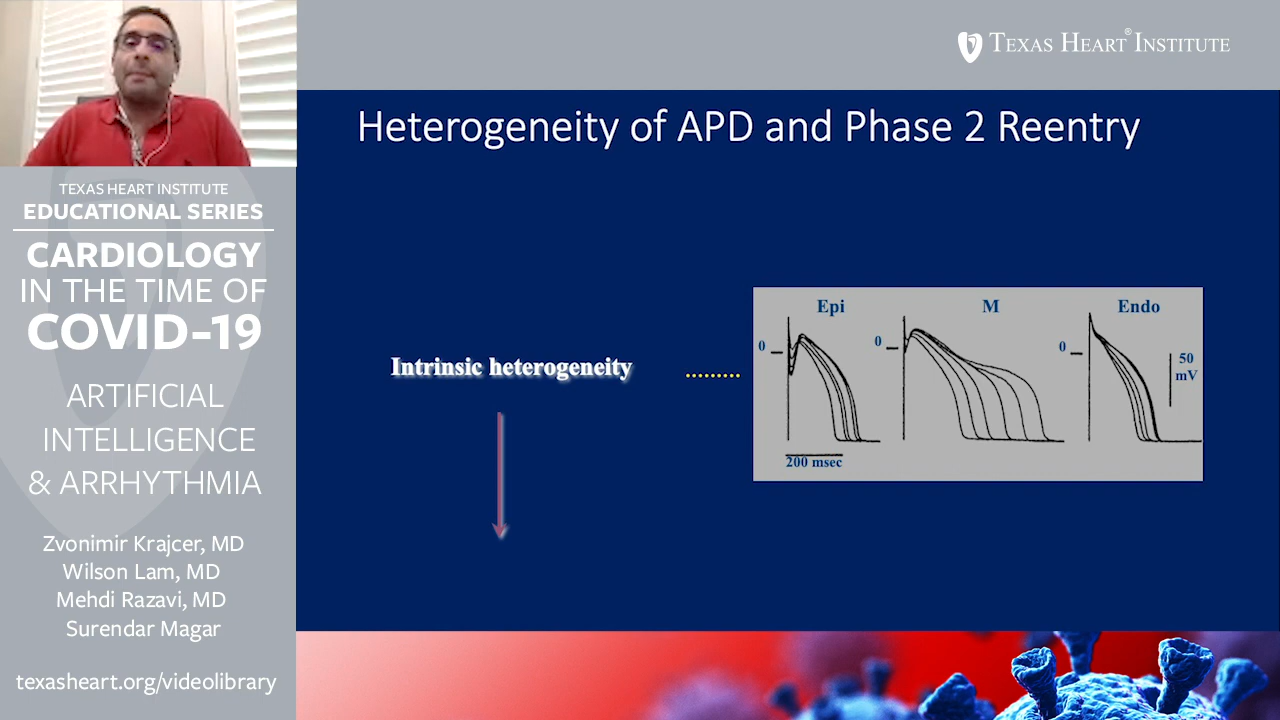 TEXAS HEART® INSTITUTE
Heterogeneity of APD and Phase 2 Reentry
TEXAS HEART INSTITUTE
EDUCATIONAL SERIES
CARDIOLOGY
IN THE TIME OF
COVID-19
ARTIFICIAL
INTELLIGENCE
& ARRHYTHMIA
Zvonimir Krajcer, MD
Wilson Lam, MD
Mehdi Razavi, MD
Surendar Magar
texasheart.org/videolibrary
Intrinsic heterogeneity
Epi
M
Endo
0
0
0
50
mV
200 msec